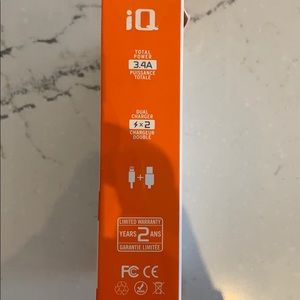 iQ
TOTAL
POWER
3.4A
PUISSANCE
TOTALE
DUAL
CHARGER
x 2
CHARGEUR
DOUBLE
+
LIMITED WARRANTY
YEARS 2 ANS
GARANTIE LIMITÉE
FC CE